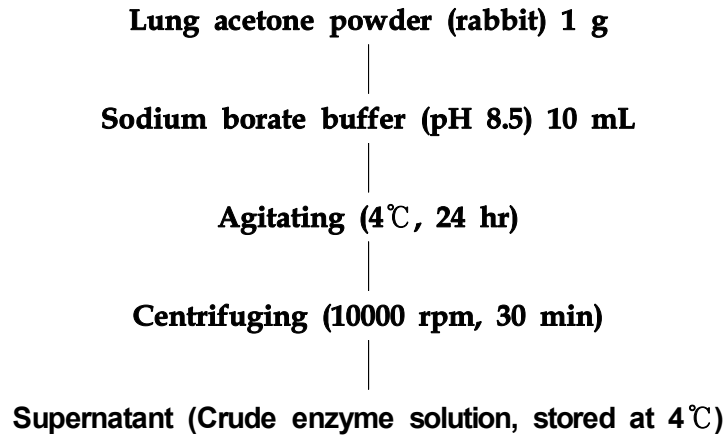 Lung acetone powder (rabbit) 1 g
Sodium borate buffer (pH 8.5) 10 mL
Agitating (4℃, 24 hr)
Centrifuging (10000 rpm, 30 min)
Supernatant (Crude enzyme solution, stored at 4℃)